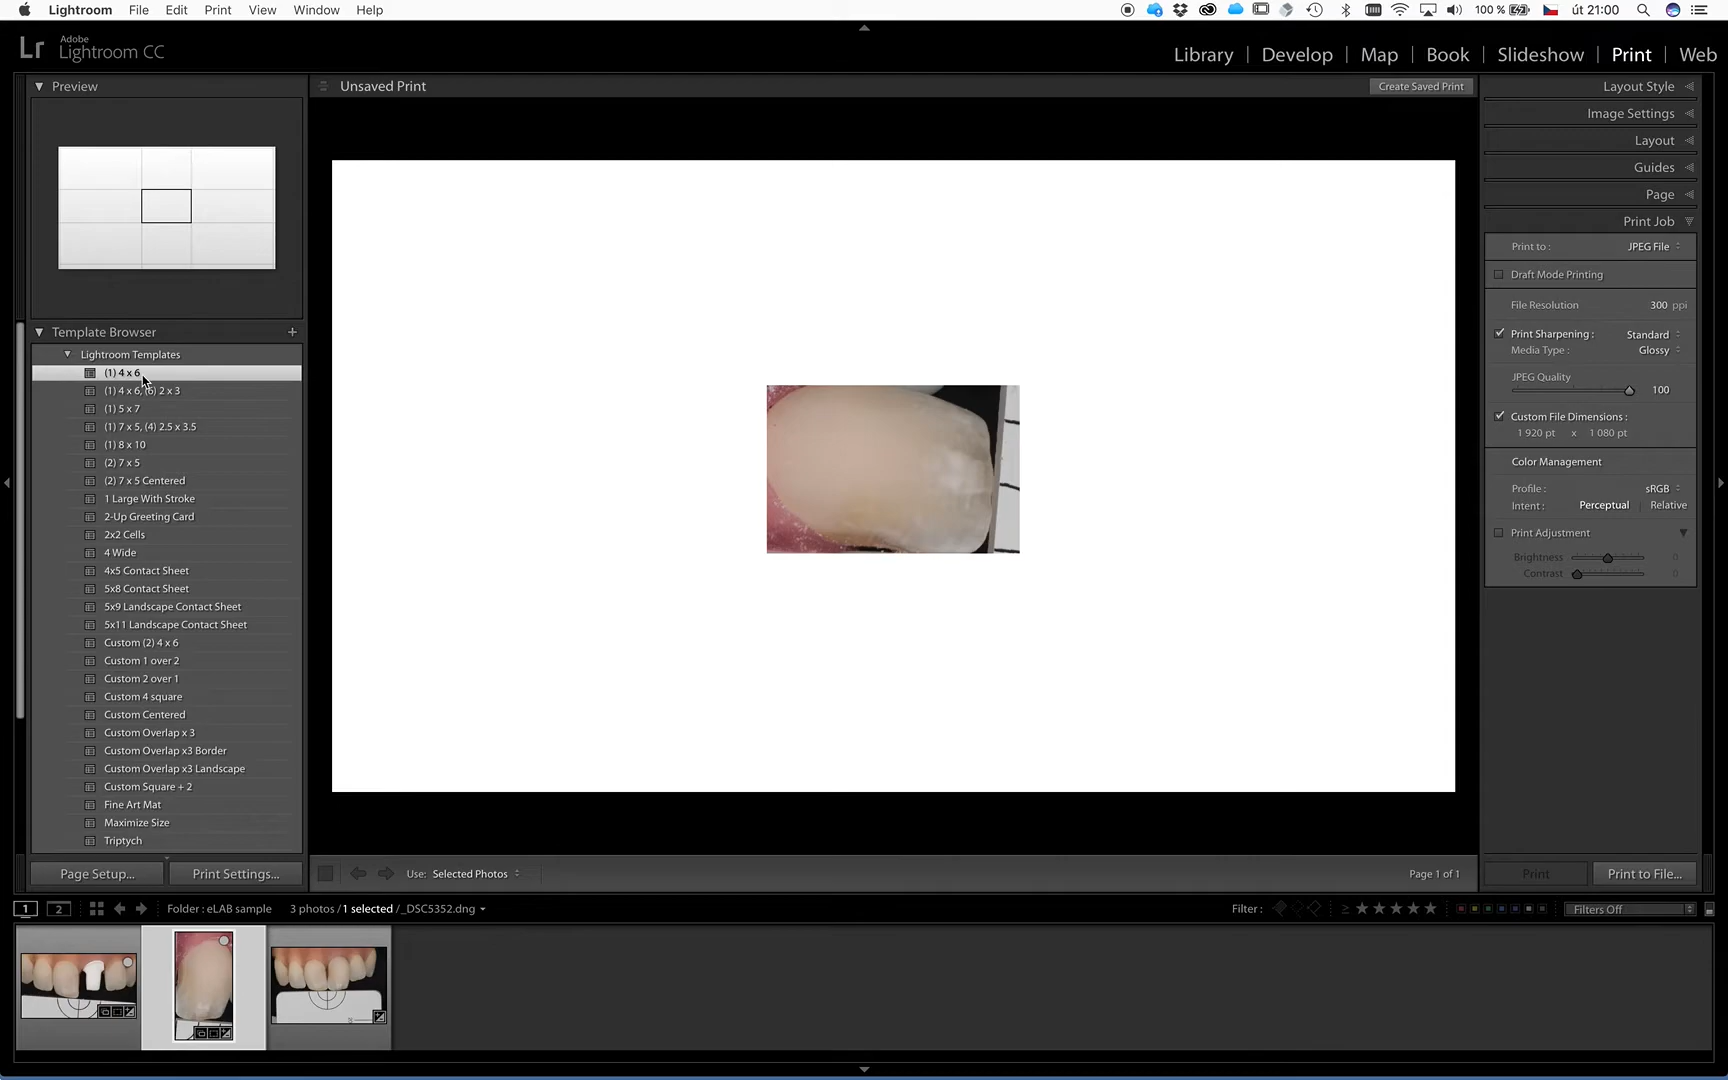 Lightroom File Edit Print View Window Help 100 % út 21:00
Lr Adobe Lightroom CC
Library | Develop | Map | Book | Slideshow | Print | Web
Preview
Unsaved Print
Create Saved Print
Layout Style
Image Settings
Layout
Guides
Page
Print Job
Print to : JPEG File
Draft Mode Printing
File Resolution 300 ppi
Print Sharpening : Standard
Media Type : Glossy
JPEG Quality 100
Custom File Dimensions :
1 920 pt x 1 080 pt
Color Management
Profile : sRGB
Intent : Perceptual Relative
Print Adjustment
Brightness 0
Contrast 0
Template Browser +
Lightroom Templates
(1) 4 x 6
(1) 4 x 6, (6) 2 x 3
(1) 5 x 7
(1) 7 x 5, (4) 2.5 x 3.5
(1) 8 x 10
(2) 7 x 5
(2) 7 x 5 Centered
1 Large With Stroke
2-Up Greeting Card
2x2 Cells
4 Wide
4x5 Contact Sheet
5x8 Contact Sheet
5x9 Landscape Contact Sheet
5x11 Landscape Contact Sheet
Custom (2) 4 x 6
Custom 1 over 2
Custom 2 over 1
Custom 4 square
Custom Centered
Custom Overlap x 3
Custom Overlap x3 Border
Custom Overlap x3 Landscape
Custom Square + 2
Fine Art Mat
Maximize Size
Triptych
Page Setup... Print Settings...
Use: Selected Photos
Page 1 of 1
Print Print to File...
1 2 Folder : eLAB sample 3 photos / 1 selected / _DSC5352.dng
Filter : ≥ ★★★★★ Filters Off